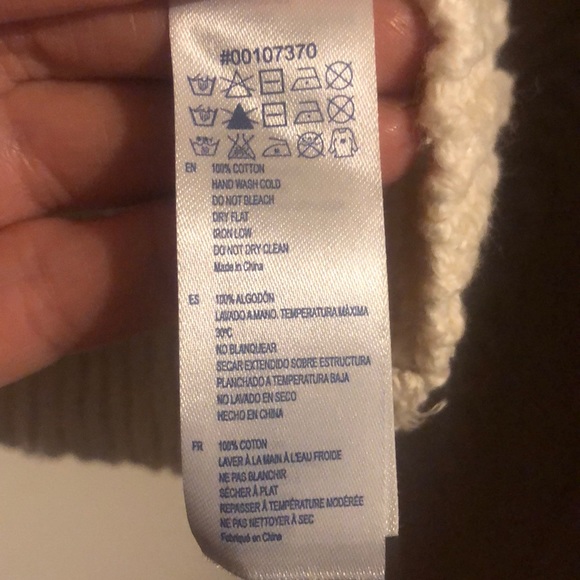 #00107370
EN 100% COTTON
HAND WASH COLD
DO NOT BLEACH
DRY FLAT
IRON LOW
DO NOT DRY CLEAN
Made in China
ES 100% ALGODÓN
LAVADO A MANO. TEMPERATURA MÁXIMA
30ºC
NO BLANQUEAR
SECAR EXTENDIDO SOBRE ESTRUCTURA
PLANCHADO A TEMPERATURA BAJA
NO LAVADO EN SECO
HECHO EN CHINA
FR 100% COTON
LAVER À LA MAIN À L'EAU FROIDE
NE PAS BLANCHIR
SÉCHER À PLAT
REPASSER À TEMPÉRATURE MODÉRÉE
NE PAS NETTOYER À SEC
Fabriqué en Chine